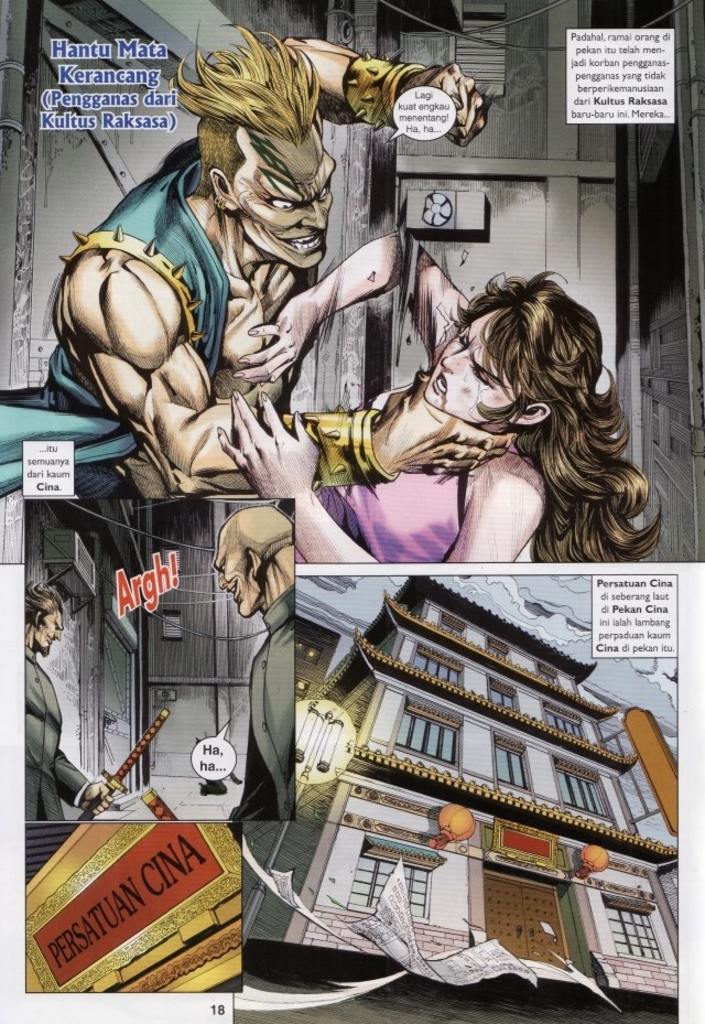 Hantu Mata
Kerancang
(Pengganas dari
Kultus Raksasa)
Lagi
kuat engkau
menentang!
Ha, ha...
Padahal, ramai orang di
pekan itu telah men-
jadi korban pengganas-
pengganas yang tidak
berperikemanusiaan
dari Kultus Raksasa
baru-baru ini. Mereka...
...itu
semuanya
dari kaum
Cina.
Argh!
Ha,
ha...
Persatuan Cina
di seberang laut
di Pekan Cina
ini ialah lambang
perpaduan kaum
Cina di pekan itu.
PERSATUAN CINA
18